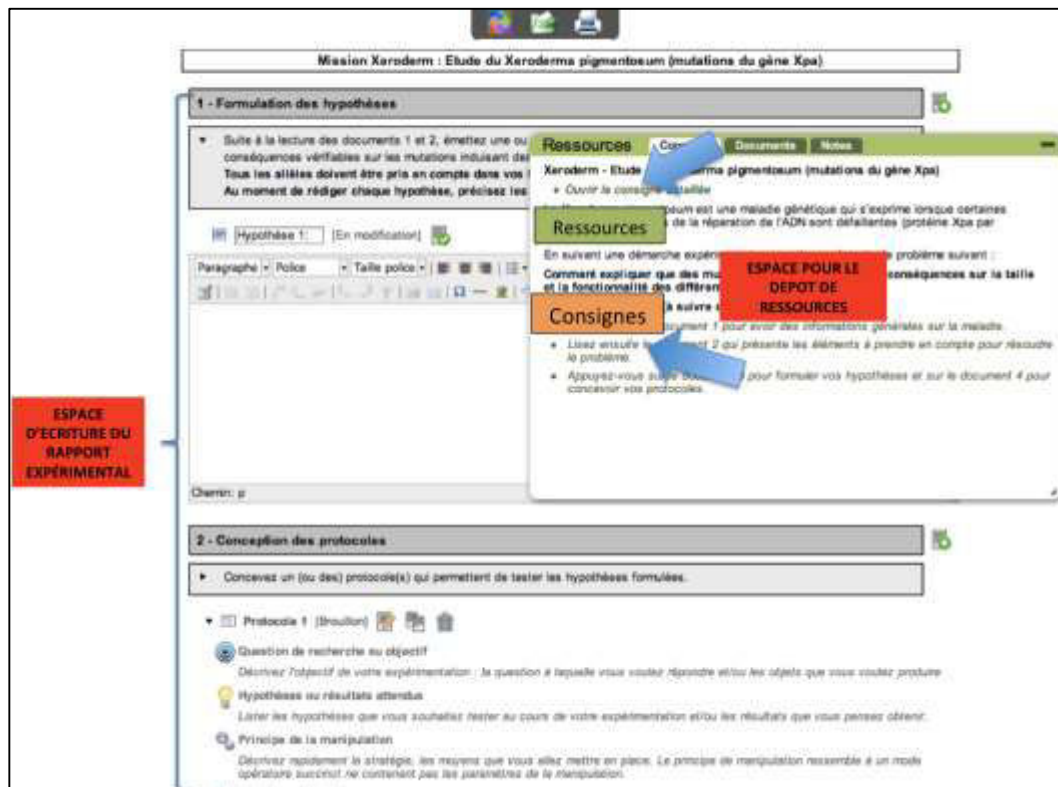 Mission Xeroderm : Etude du Xeroderma pigmentosum (mutations du gène Xpa)
1 - Formulation des hypothèses
Suite à la lecture des documents 1 et 2, émettez une ou
conséquences vérifiables sur les mutations induisant des
Tous les allèles doivent être pris en compte dans vos
Au moment de rédiger chaque hypothèse, précisez les
Hypothèse 1: [En modification]
Paragraphe Police Taille police
Chemin: p
Ressources Documents Notes
Xeroderm - Etude pigmentosum (mutations du gène Xpa)
Ouvrir la consigne détaillée
est une maladie génétique qui s'exprime lorsque certaines
de la réparation de l'ADN sont défaillantes (protéine Xpa par
Ressources
En suivant une démarche problème suivant :
Comment expliquer que des conséquences sur la taille
et la fonctionnalité des
ESPACE POUR LE
DEPOT DE
RESSOURCES
à suivre
Consignes
1 pour avoir des informations générales sur la maladie.
Lisez ensuite le 2 qui présente les éléments à prendre en compte pour résoudre
le problème.
Appuyez-vous pour formuler vos hypothèses et sur le document 4 pour
concevoir vos protocoles.
ESPACE
D'ECRITURE DU
RAPPORT
EXPÉRIMENTAL
2 - Conception des protocoles
Concevez un (ou des) protocole(s) qui permettent de tester les hypothèses formulées.
Protocole 1 [Brouillon]
Question de recherche ou objectif
Décrivez l'objectif de votre expérimentation : la question à laquelle vous voulez répondre et/ou les objets que vous voulez produire
Hypothèses ou résultats attendus
Lister les hypothèses que vous souhaitez tester au cours de votre expérimentation et/ou les résultats que vous pensez obtenir.
Principe de la manipulation
Décrivez rapidement la stratégie, les moyens que vous allez mettre en place. Le principe de manipulation ressemble à un mode
opératoire succinct ne contenant pas les paramètres de la manipulation.